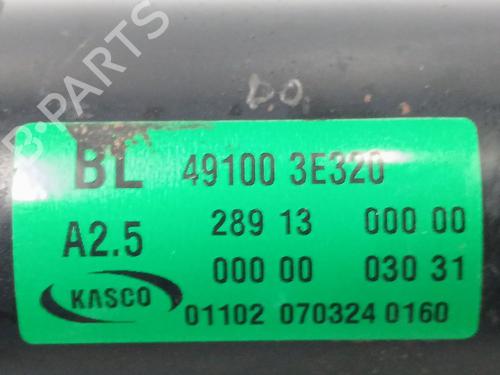 B-PARTS
D.O.
BL 49100 3E320
A2.5 289 13 000 00
000 00 030 31
KASCO
01102 070324 0160